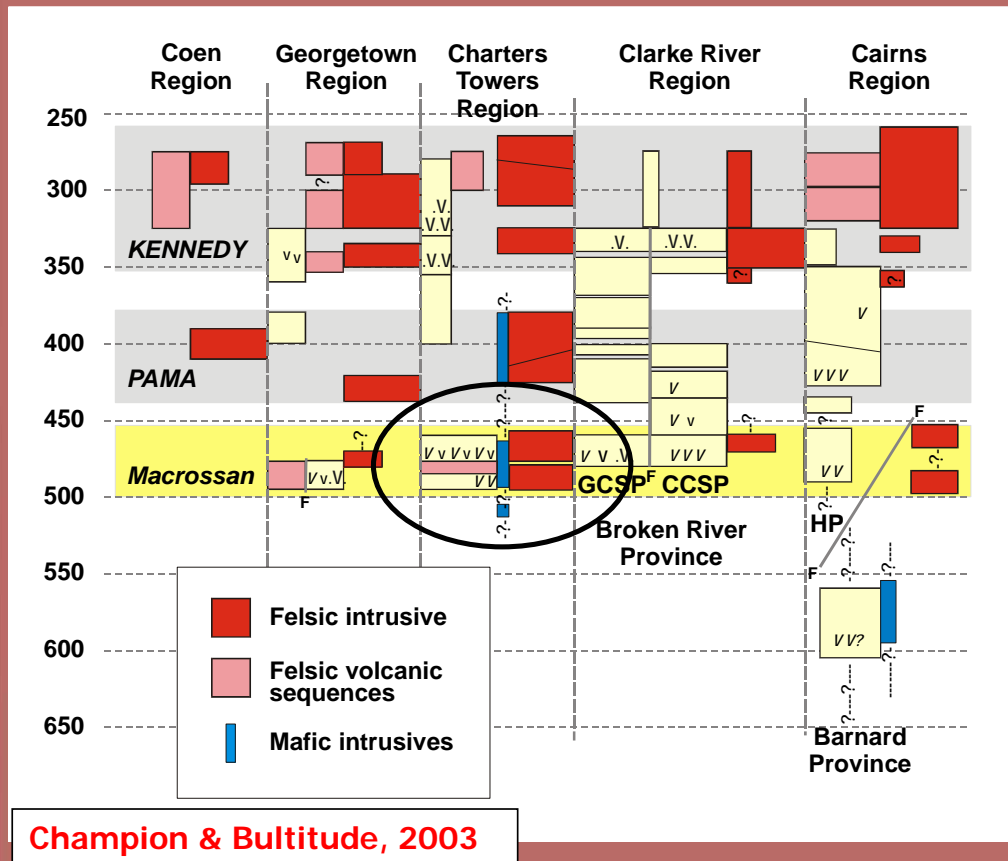 Coen
Region
Georgetown
Region
Charters
Towers
Region
Clarke River
Region
Cairns
Region
250
300
350
400
450
500
550
600
650
KENNEDY
PAMA
Macrossan
?
v v
.V.
.V.V.
.V.V.
-?-
.V.
.V.V.
?
?
V
V V V
V
V v
V V V
--?--
-?-
--?--
F
V v.V.
F
V v V v V v
V V
-?-
V v .V
GCSP
F
CCSP
--?--
-?-
V V
-?-
HP
F
-?-
F
Broken River
Province
-?--?-
-?-
V V?
-?-
-?--?-
Barnard
Province
Felsic intrusive
Felsic volcanic
sequences
Mafic intrusives
Champion & Bultitude, 2003